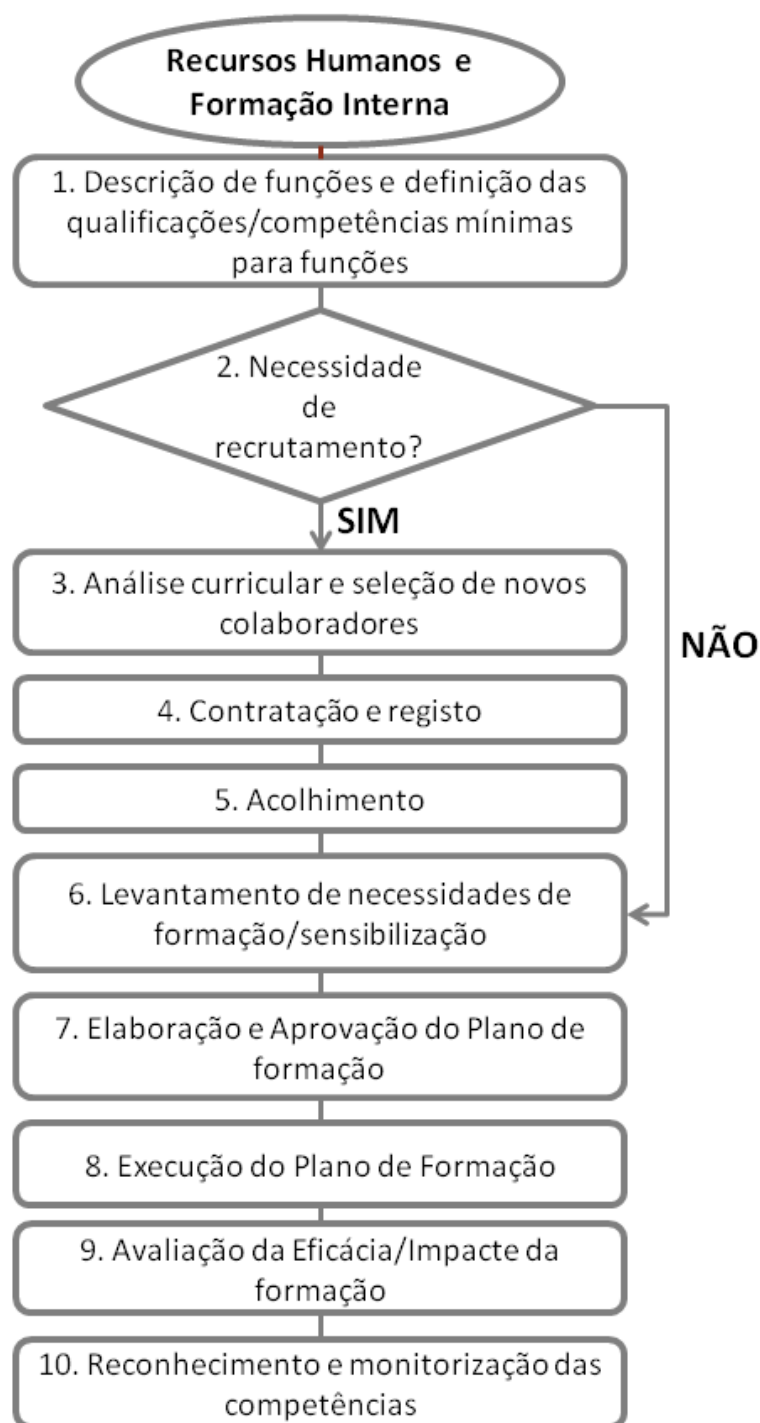 Recursos Humanos e
Formação Interna
1. Descrição de funções e definição das
qualificações/competências mínimas
para funções
2. Necessidade
de
recrutamento?
SIM
3. Análise curricular e seleção de novos
colaboradores
NÃO
4. Contratação e registo
5. Acolhimento
6. Levantamento de necessidades de
formação/sensibilização
7. Elaboração e Aprovação do Plano de
formação
8. Execução do Plano de Formação
9. Avaliação da Eficácia/Impacte da
formação
10. Reconhecimento e monitorização das
competências